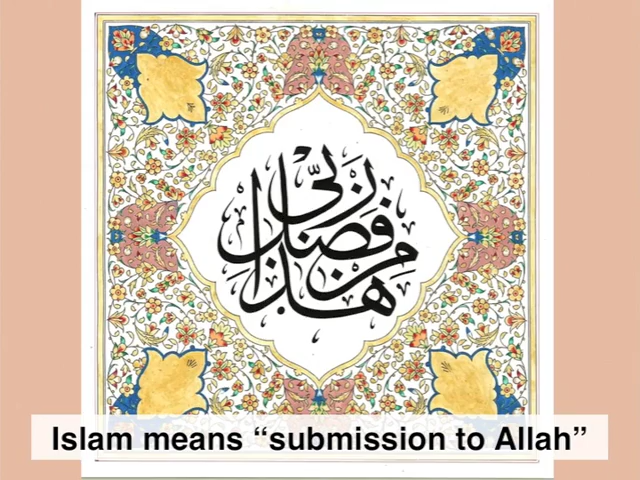 هذا من فضل ربي
Islam means “submission to Allah”